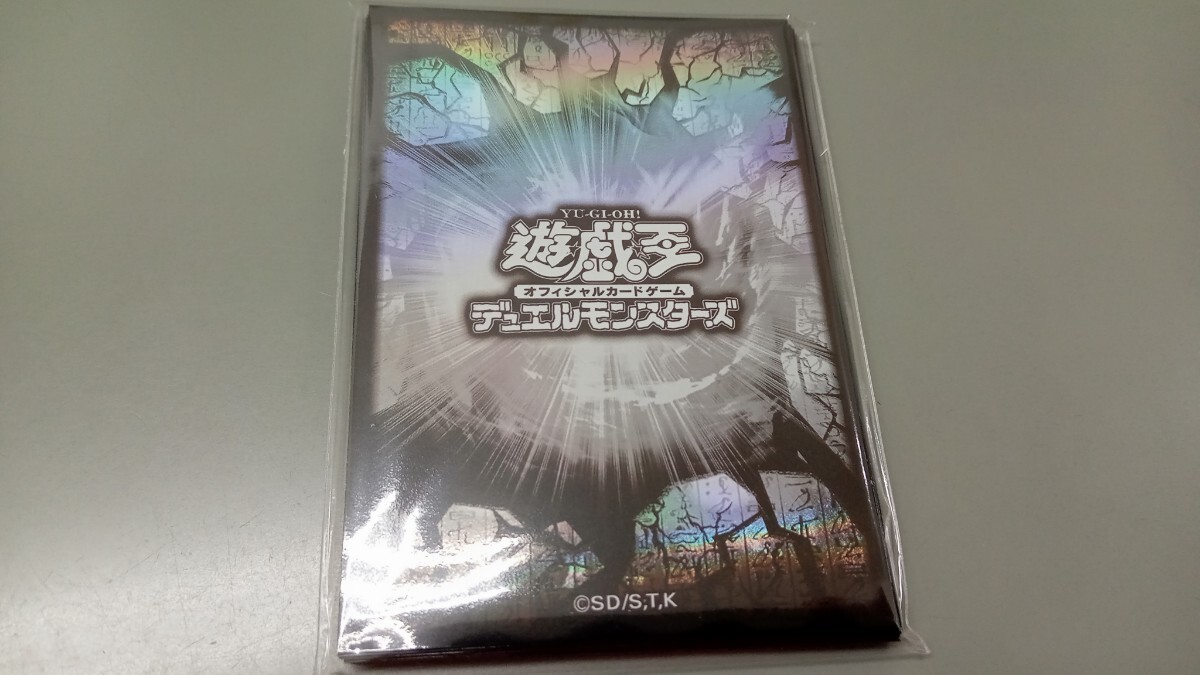 YU-GI-OH!
遊戯王
オフィシャルカードゲーム
デュエルモンスターズ
©SD/S,T,K